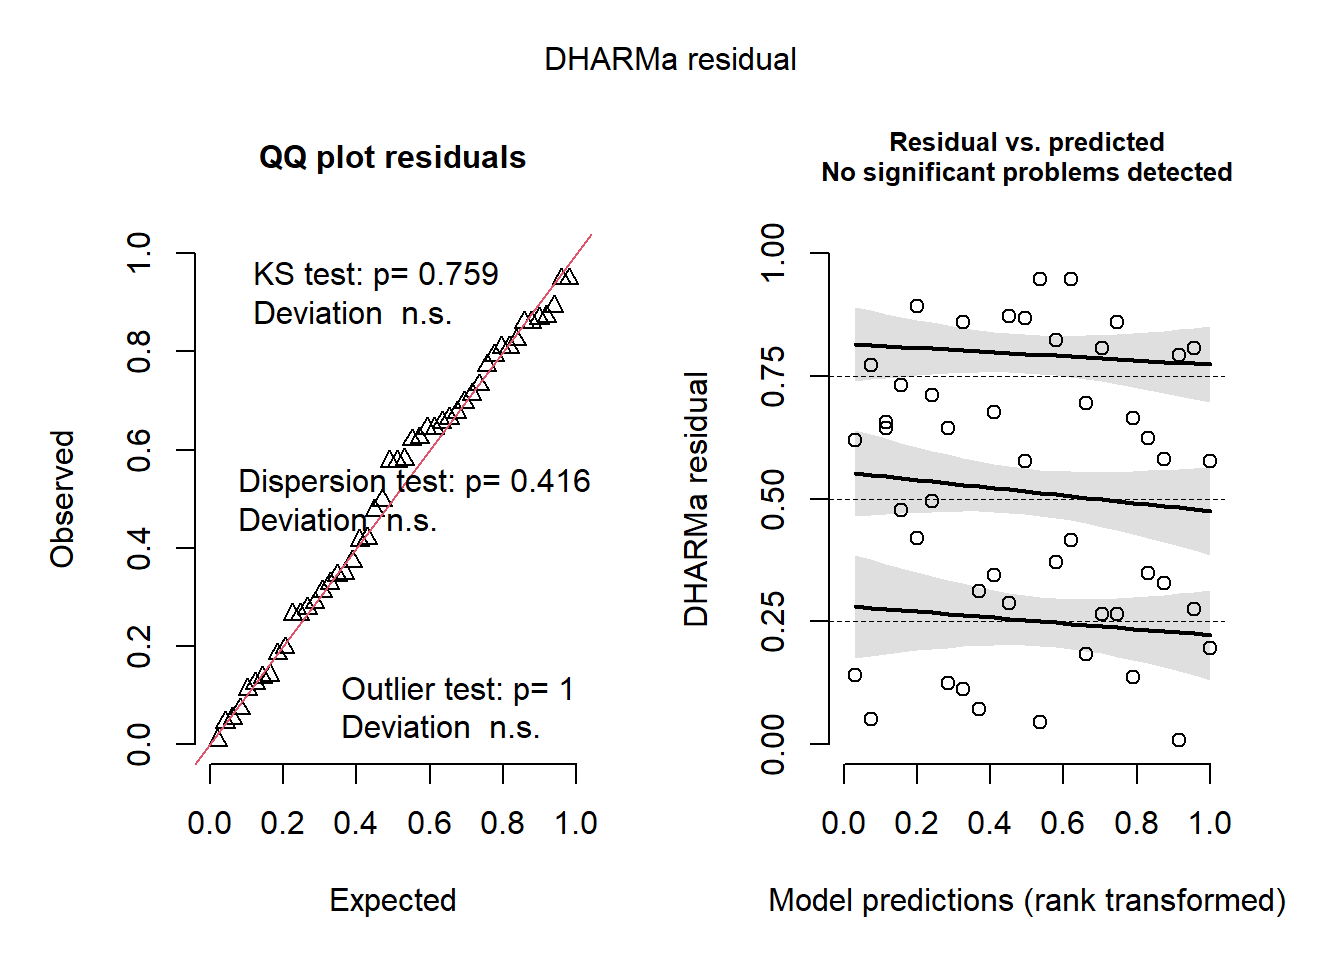 DHARMa residual
QQ plot residuals
KS test: p= 0.759
Deviation  n.s.
Dispersion test: p= 0.416
Deviation  n.s.
Outlier test: p= 1
Deviation  n.s.
Observed
0.0 0.2 0.4 0.6 0.8 1.0
0.0 0.2 0.4 0.6 0.8 1.0
Expected
Residual vs. predicted
No significant problems detected
DHARMa residual
0.00 0.25 0.50 0.75 1.00
0.0 0.2 0.4 0.6 0.8 1.0
Model predictions (rank transformed)